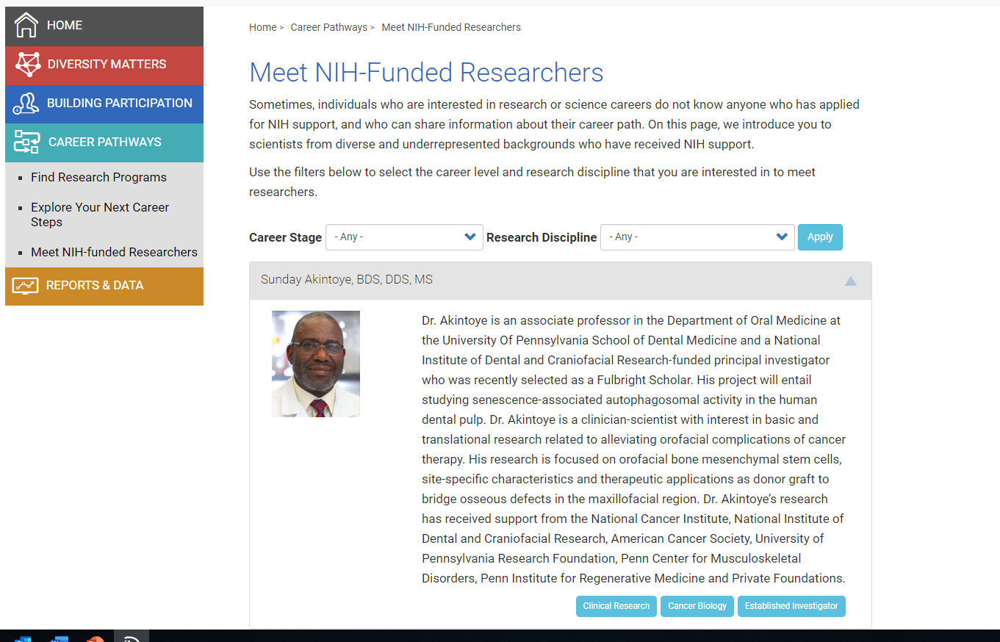 HOME
DIVERSITY MATTERS
BUILDING PARTICIPATION
CAREER PATHWAYS
Find Research Programs
Explore Your Next Career
Steps
Meet NIH-funded Researchers
REPORTS & DATA
Home > Career Pathways > Meet NIH-Funded Researchers
Meet NIH-Funded Researchers
Sometimes, individuals who are interested in research or science careers do not know anyone who has applied
for NIH support, and who can share information about their career path. On this page, we introduce you to
scientists from diverse and underrepresented backgrounds who have received NIH support.
Use the filters below to select the career level and research discipline that you are interested in to meet
researchers.
Career Stage - Any - Research Discipline - Any - Apply
Sunday Akintoye, BDS, DDS, MS
Dr. Akintoye is an associate professor in the Department of Oral Medicine at
the University Of Pennsylvania School of Dental Medicine and a National
Institute of Dental and Craniofacial Research-funded principal investigator
who was recently selected as a Fulbright Scholar. His project will entail
studying senescence-associated autophagosomal activity in the human
dental pulp. Dr. Akintoye is a clinician-scientist with interest in basic and
translational research related to alleviating orofacial complications of cancer
therapy. His research is focused on orofacial bone mesenchymal stem cells,
site-specific characteristics and therapeutic applications as donor graft to
bridge osseous defects in the maxillofacial region. Dr. Akintoye’s research
has received support from the National Cancer Institute, National Institute of
Dental and Craniofacial Research, American Cancer Society, University of
Pennsylvania Research Foundation, Penn Center for Musculoskeletal
Disorders, Penn Institute for Regenerative Medicine and Private Foundations.
Clinical Research Cancer Biology Established Investigator